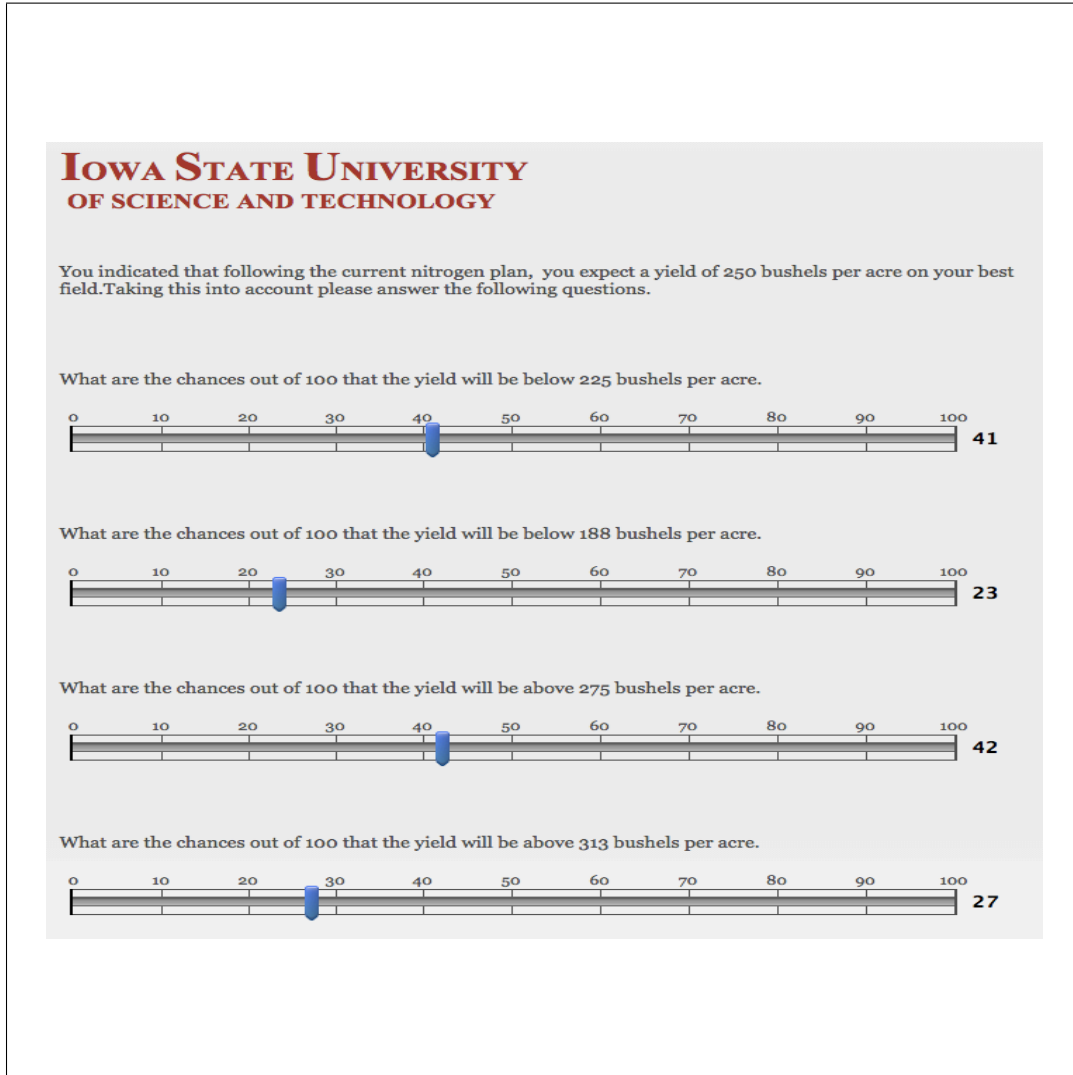 IOWA STATE UNIVERSITY
OF SCIENCE AND TECHNOLOGY
You indicated that following the current nitrogen plan,  you expect a yield of 250 bushels per acre on your best
field.Taking this into account please answer the following questions.
What are the chances out of 100 that the yield will be below 225 bushels per acre.
0 10 20 30 40 50 60 70 80 90 100
41
What are the chances out of 100 that the yield will be below 188 bushels per acre.
0 10 20 30 40 50 60 70 80 90 100
23
What are the chances out of 100 that the yield will be above 275 bushels per acre.
0 10 20 30 40 50 60 70 80 90 100
42
What are the chances out of 100 that the yield will be above 313 bushels per acre.
0 10 20 30 40 50 60 70 80 90 100
27